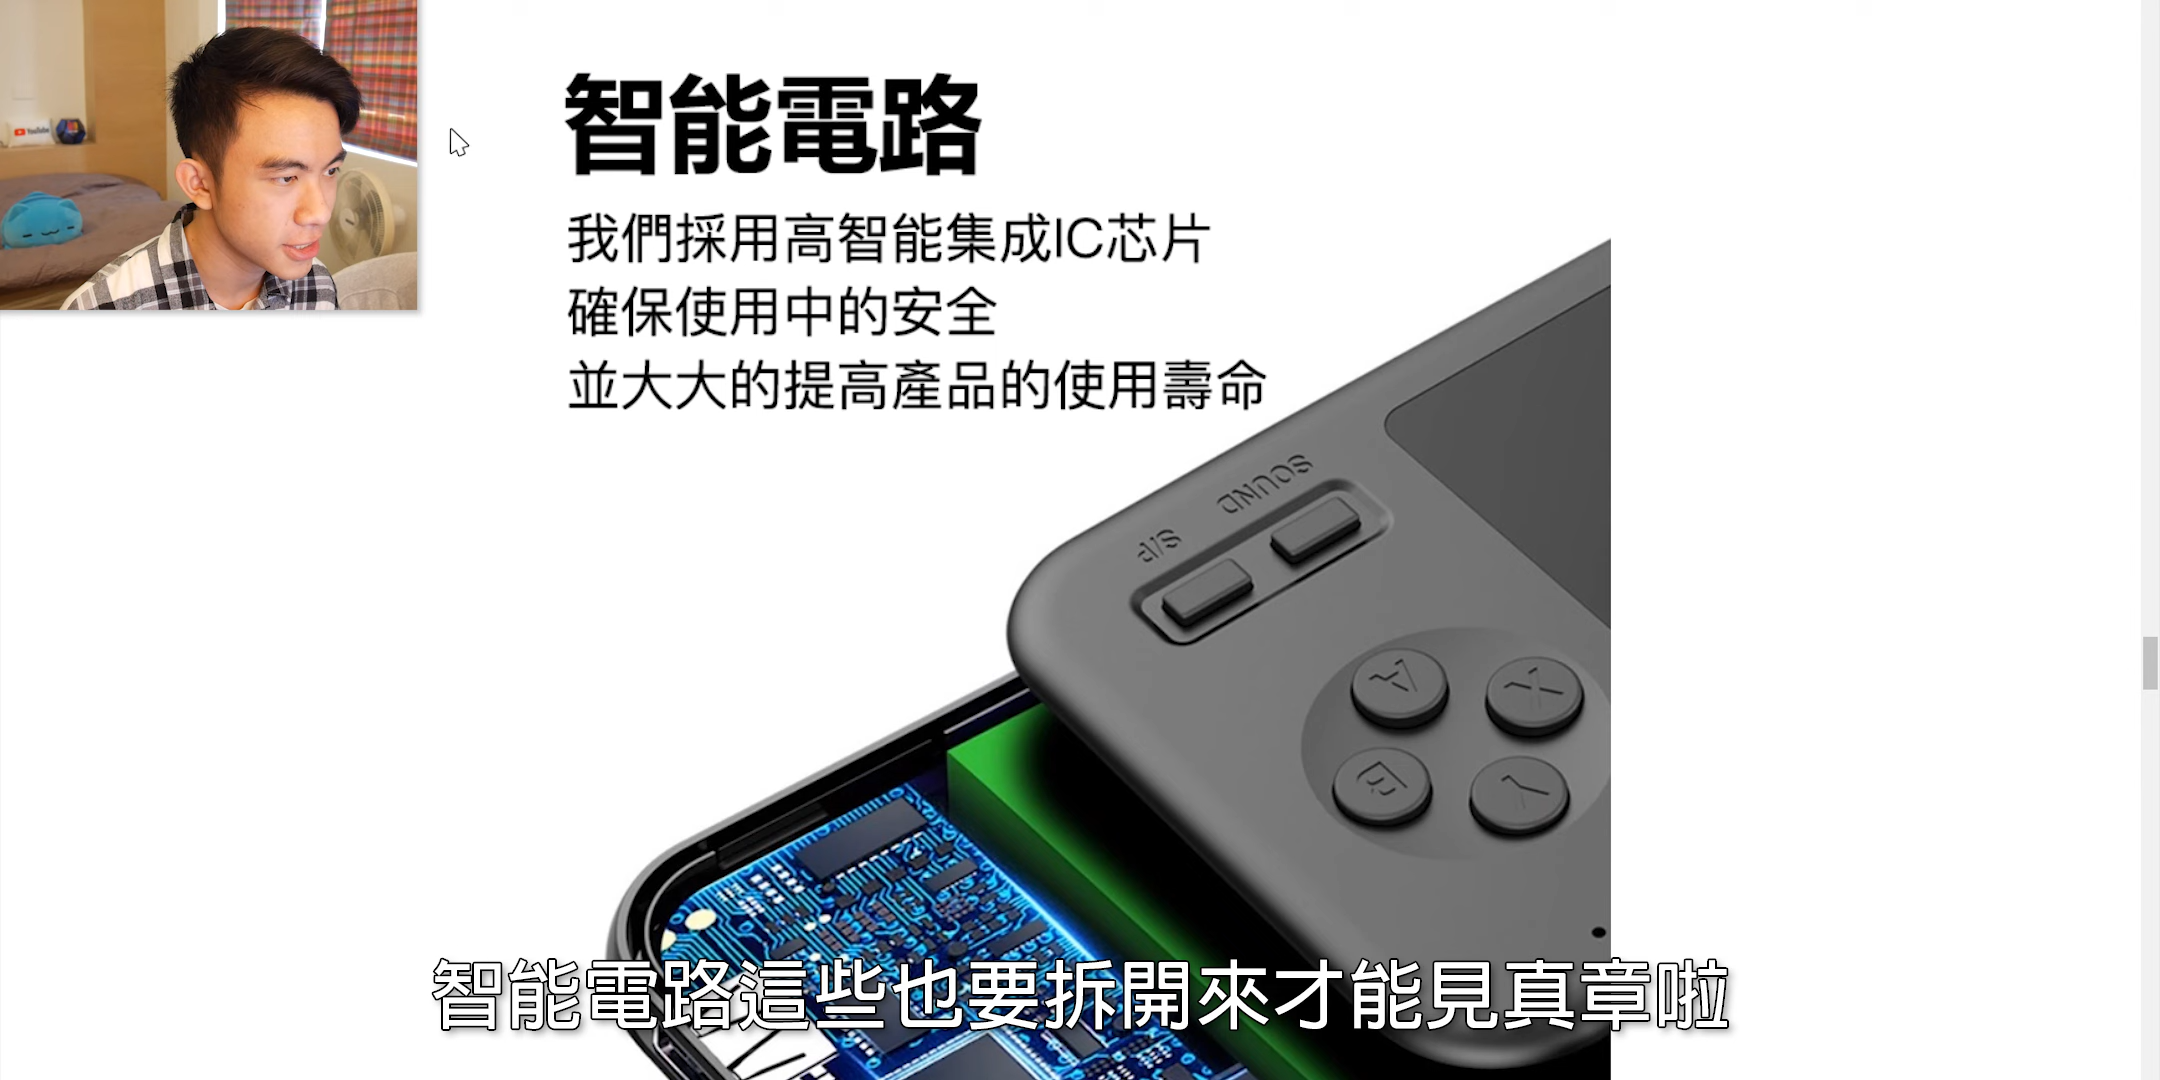 YouTube
智能電路
我們採用高智能集成IC芯片
確保使用中的安全
並大大的提高產品的使用壽命
SOUND
S/P
A
X
B
Y
智能電路這些也要拆開來才能見真章啦